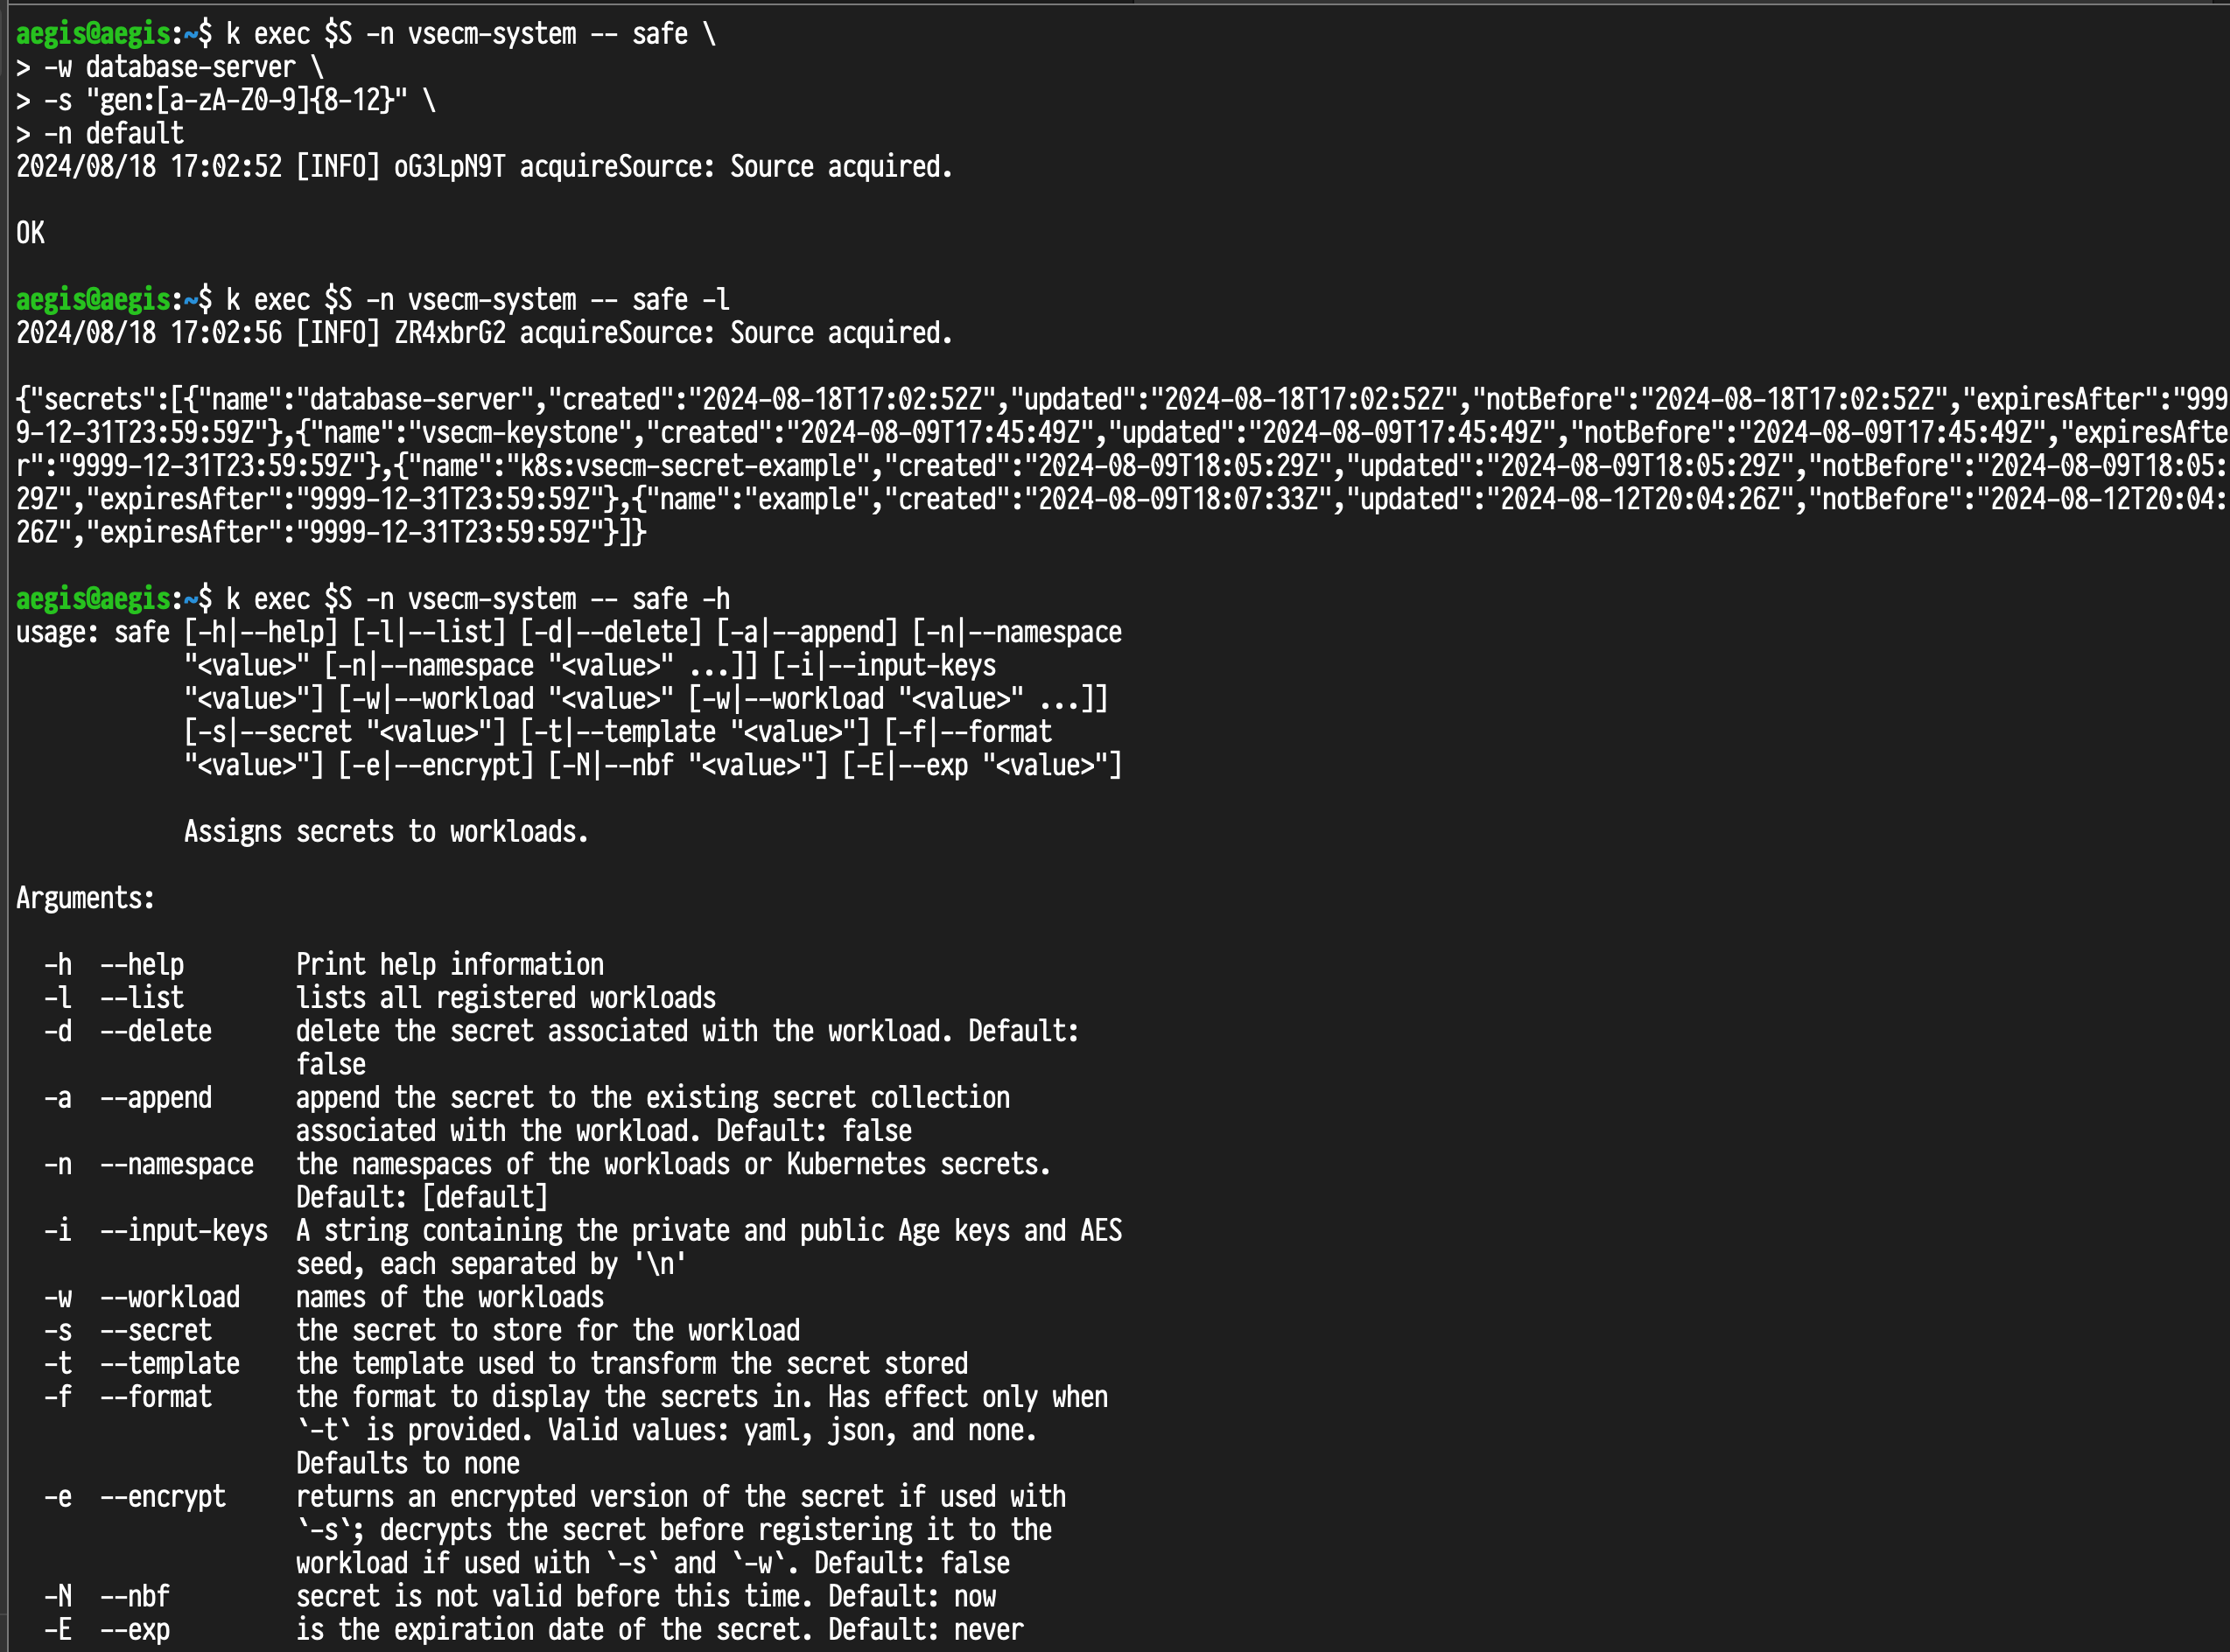 aegis@aegis:~$ k exec $S -n vsecm-system -- safe \
> -w database-server \
> -s "gen:[a-zA-Z0-9]{8-12}" \
> -n default
2024/08/18 17:02:52 [INFO] oG3LpN9T acquireSource: Source acquired.

OK

aegis@aegis:~$ k exec $S -n vsecm-system -- safe -l
2024/08/18 17:02:56 [INFO] ZR4xbrG2 acquireSource: Source acquired.

{"secrets":[{"name":"database-server","created":"2024-08-18T17:02:52Z","updated":"2024-08-18T17:02:52Z","notBefore":"2024-08-18T17:02:52Z","expiresAfter":"999
9-12-31T23:59:59Z"},{"name":"vsecm-keystone","created":"2024-08-09T17:45:49Z","updated":"2024-08-09T17:45:49Z","notBefore":"2024-08-09T17:45:49Z","expiresAfte
r":"9999-12-31T23:59:59Z"},{"name":"k8s:vsecm-secret-example","created":"2024-08-09T18:05:29Z","updated":"2024-08-09T18:05:29Z","notBefore":"2024-08-09T18:05:
29Z","expiresAfter":"9999-12-31T23:59:59Z"},{"name":"example","created":"2024-08-09T18:07:33Z","updated":"2024-08-12T20:04:26Z","notBefore":"2024-08-12T20:04:
26Z","expiresAfter":"9999-12-31T23:59:59Z"}]}

aegis@aegis:~$ k exec $S -n vsecm-system -- safe -h
usage: safe [-h|--help] [-l|--list] [-d|--delete] [-a|--append] [-n|--namespace
            "<value>" [-n|--namespace "<value>" ...]] [-i|--input-keys
            "<value>"] [-w|--workload "<value>" [-w|--workload "<value>" ...]]
            [-s|--secret "<value>"] [-t|--template "<value>"] [-f|--format
            "<value>"] [-e|--encrypt] [-N|--nbf "<value>"] [-E|--exp "<value>"]

            Assigns secrets to workloads.

Arguments:

  -h  --help        Print help information
  -l  --list        lists all registered workloads
  -d  --delete      delete the secret associated with the workload. Default:
                    false
  -a  --append      append the secret to the existing secret collection
                    associated with the workload. Default: false
  -n  --namespace   the namespaces of the workloads or Kubernetes secrets.
                    Default: [default]
  -i  --input-keys  A string containing the private and public Age keys and AES
                    seed, each separated by '\n'
  -w  --workload    names of the workloads
  -s  --secret      the secret to store for the workload
  -t  --template    the template used to transform the secret stored
  -f  --format      the format to display the secrets in. Has effect only when
                    `-t` is provided. Valid values: yaml, json, and none.
                    Defaults to none
  -e  --encrypt     returns an encrypted version of the secret if used with
                    `-s`; decrypts the secret before registering it to the
                    workload if used with `-s` and `-w`. Default: false
  -N  --nbf         secret is not valid before this time. Default: now
  -E  --exp         is the expiration date of the secret. Default: never